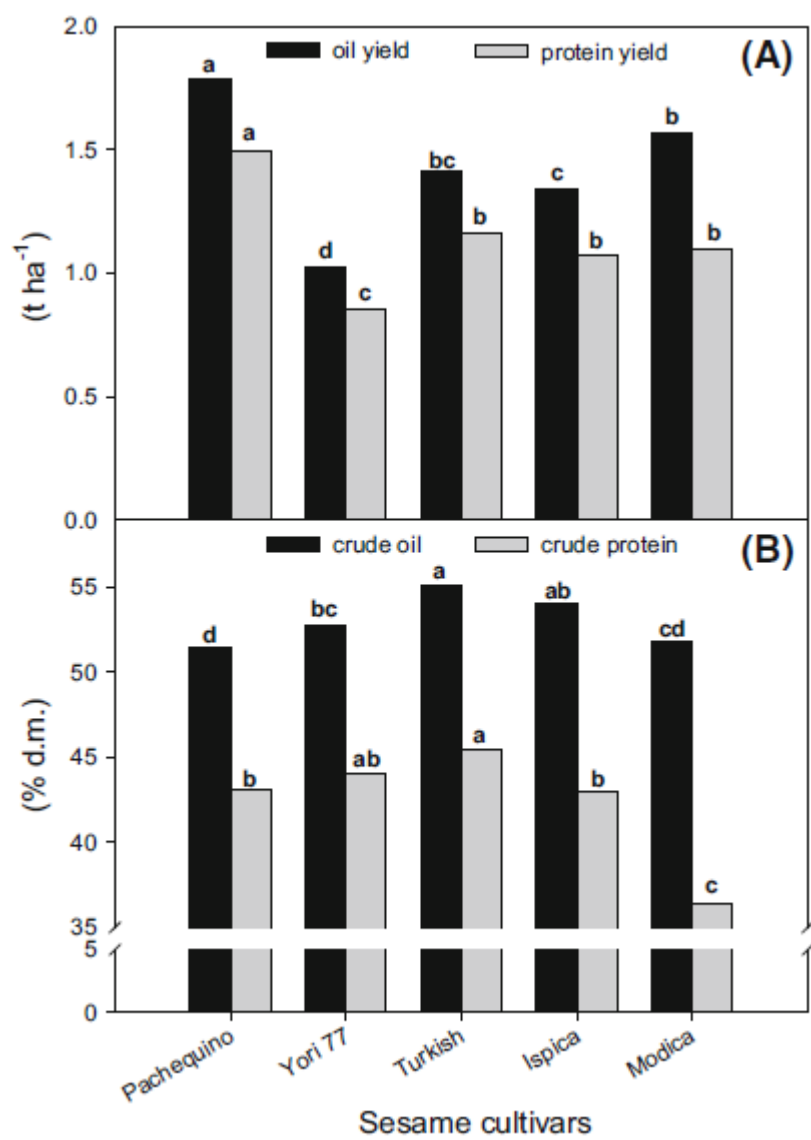 2.0
oil yield
protein yield
(A)
a
a
b
bc
c
1.5
b
b
b
d
c
1.0
(t ha-1)
0.5
0.0
crude oil
crude protein
(B)
a
ab
55
bc
d
cd
50
a
ab
45
b
b
(% d.m.)
40
c
35
5
0
Pachequino
Yori 77
Turkish
Ispica
Modica
Sesame cultivars